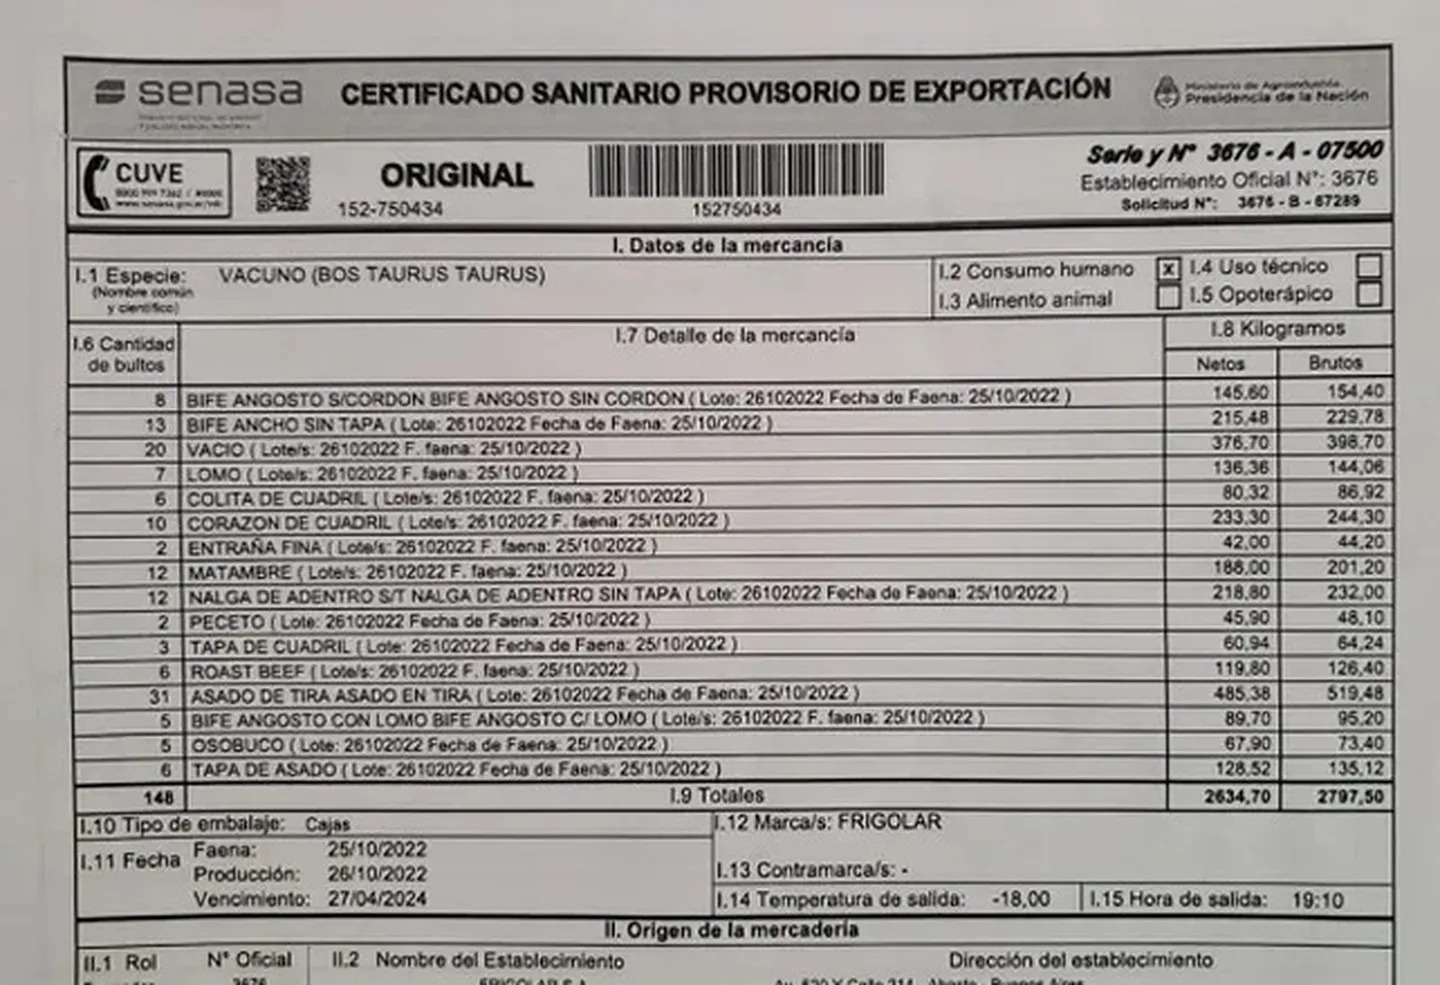 senasa
CERTIFICADO SANITARIO PROVISORIO DE EXPORTACIÓN
Ministerio de Agroindustria
Presidencia de la Nación
CUVE
ORIGINAL
152-750434
152750434
Serie y N° 3676 - A - 07500
Establecimiento Oficial N°: 3676
Solicitud N°: 3676 - B - 67289
I. Datos de la mercancía
I.1 Especie: VACUNO (BOS TAURUS TAURUS)
(Nombre común
y científico)
I.2 Consumo humano x I.4 Uso técnico
I.3 Alimento animal I.5 Opoterápico
I.6 Cantidad de bultos I.7 Detalle de la mercancía I.8 Kilogramos
Netos Brutos
8 BIFE ANGOSTO S/CORDON BIFE ANGOSTO SIN CORDON ( Lote: 26102022 Fecha de Faena: 25/10/2022 ) 145,60 154,40
13 BIFE ANCHO SIN TAPA ( Lote: 26102022 Fecha de Faena: 25/10/2022 ) 215,48 229,78
20 VACIO ( Lote/s: 26102022 F. faena: 25/10/2022 ) 376,70 398,70
7 LOMO ( Lote/s: 26102022 F. faena: 25/10/2022 ) 136,36 144,06
6 COLITA DE CUADRIL ( Lote/s: 26102022 F. faena: 25/10/2022 ) 80,32 86,92
10 CORAZON DE CUADRIL ( Lote/s: 26102022 F. faena: 25/10/2022 ) 233,30 244,30
2 ENTRAÑA FINA ( Lote/s: 26102022 F. faena: 25/10/2022 ) 42,00 44,20
12 MATAMBRE ( Lote/s: 26102022 F. faena: 25/10/2022 ) 188,00 201,20
12 NALGA DE ADENTRO S/T NALGA DE ADENTRO SIN TAPA ( Lote: 26102022 Fecha de Faena: 25/10/2022 ) 218,80 232,00
2 PECETO ( Lote: 26102022 Fecha de Faena: 25/10/2022 ) 45,90 48,10
3 TAPA DE CUADRIL ( Lote: 26102022 Fecha de Faena: 25/10/2022 ) 60,94 64,24
6 ROAST BEEF ( Lote/s: 26102022 F. faena: 25/10/2022 ) 119,80 126,40
31 ASADO DE TIRA ASADO EN TIRA ( Lote: 26102022 Fecha de Faena: 25/10/2022 ) 485,38 519,48
5 BIFE ANGOSTO CON LOMO BIFE ANGOSTO C/ LOMO ( Lote/s: 26102022 F. faena: 25/10/2022 ) 89,70 95,20
5 OSOBUCO ( Lote: 26102022 Fecha de Faena: 25/10/2022 ) 67,90 73,40
6 TAPA DE ASADO ( Lote: 26102022 Fecha de Faena: 25/10/2022 ) 128,52 135,12
148 I.9 Totales 2634,70 2797,50
I.10 Tipo de embalaje: Cajas
I.11 Fecha Faena: 25/10/2022
Producción: 26/10/2022
Vencimiento: 27/04/2024
I.12 Marca/s: FRIGOLAR
I.13 Contramarca/s: -
I.14 Temperatura de salida: -18,00 I.15 Hora de salida: 19:10
II. Origen de la mercadería
II.1 Rol N° Oficial II.2 Nombre del Establecimiento Dirección del establecimiento
3676